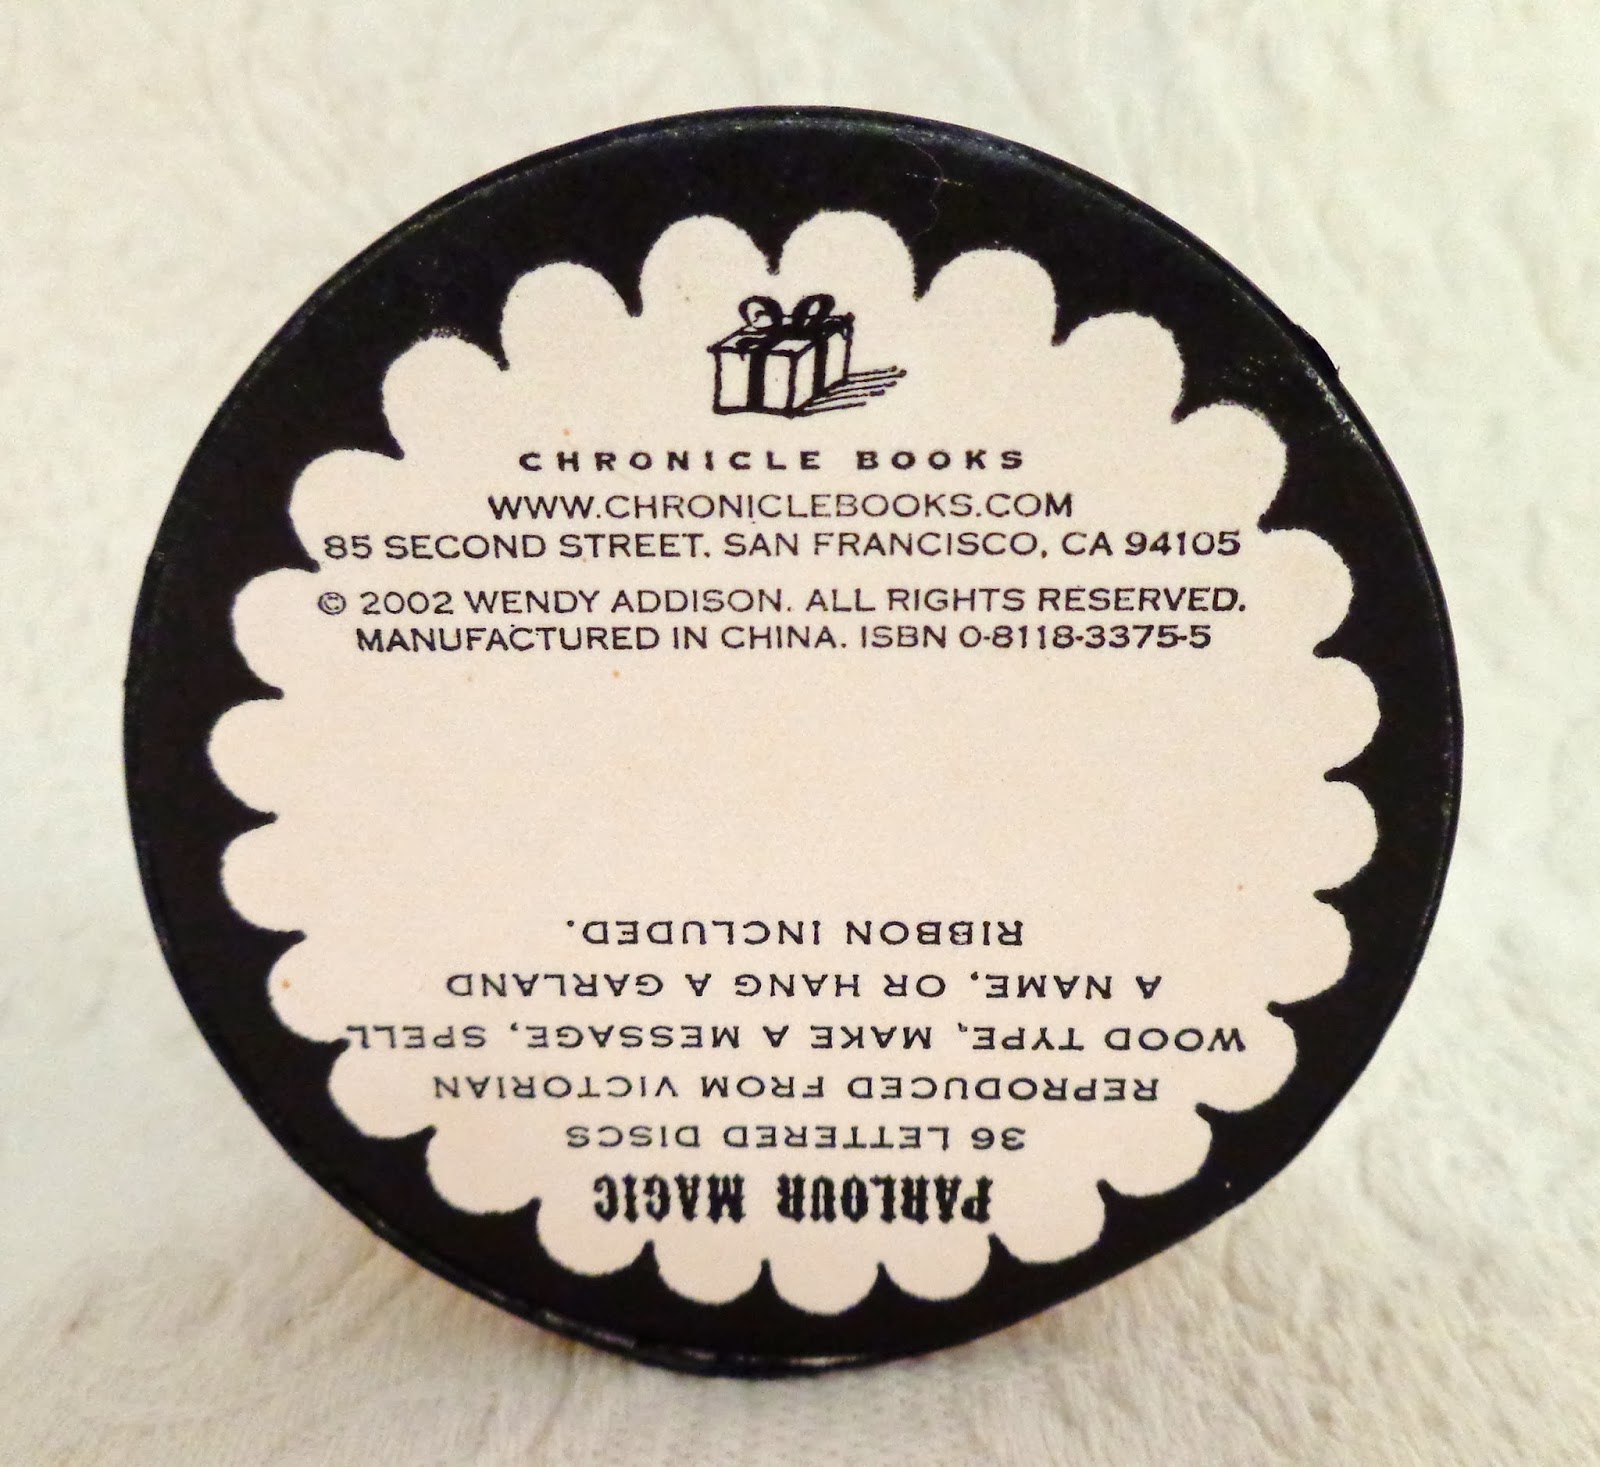 CHRONICLE BOOKS
WWW.CHRONICLEBOOKS.COM
85 SECOND STREET. SAN FRANCISCO, CA 94105
© 2002 WENDY ADDISON. ALL RIGHTS RESERVED.
MANUFACTURED IN CHINA. ISBN 0-8118-3375-5
PARLOUR MAGIC
36 LETTERED DISCS
REPRODUCED FROM VICTORIAN
WOOD TYPE, MAKE A MESSAGE, SPELL
A NAME, OR HANG A GARLAND
RIBBON INCLUDED.